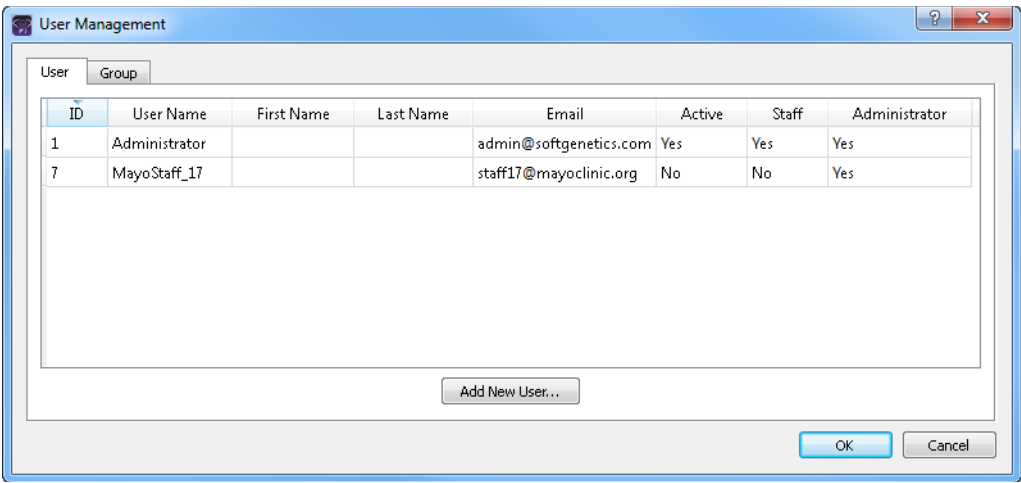 User Management
User Group
ID User Name First Name Last Name Email Active Staff Administrator
1 Administrator admin@softgenetics.com Yes Yes Yes
7 MayoStaff_17 staff17@mayoclinic.org No No Yes
Add New User...
OK Cancel